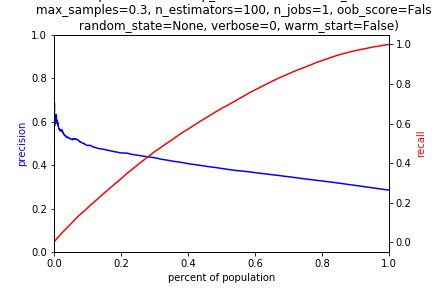 max_samples=0.3, n_estimators=100, n_jobs=1, oob_score=Fals
random_state=None, verbose=0, warm_start=False)
1.0
0.8
0.6
0.4
0.2
0.0
precision
1.0
0.8
0.6
0.4
0.2
0.0
recall
0.0 0.2 0.4 0.6 0.8 1.0
percent of population